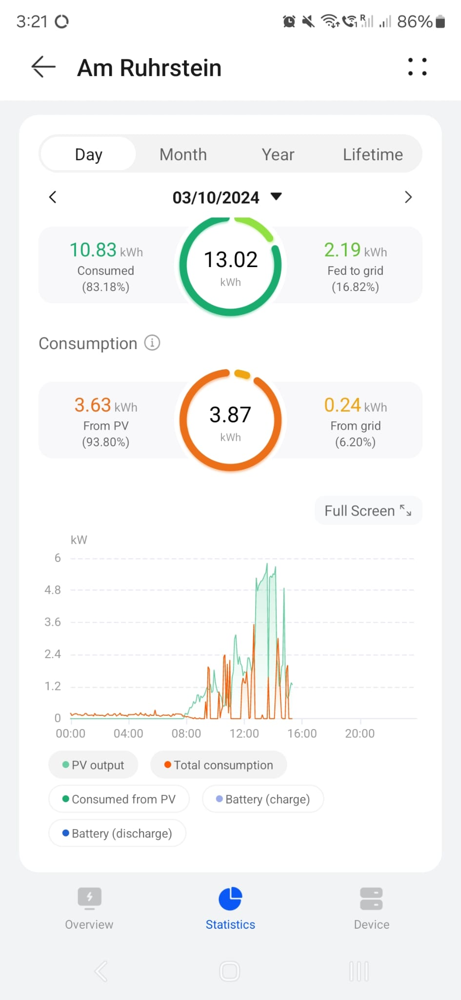 3:21
R 1 86%
Am Ruhrstein
Day Month Year Lifetime
03/10/2024
10.83 kWh
Consumed
(83.18%)
13.02
kWh
2.19 kWh
Fed to grid
(16.82%)
Consumption
3.63 kWh
From PV
(93.80%)
3.87
kWh
0.24 kWh
From grid
(6.20%)
Full Screen
kW
6
4.8
3.6
2.4
1.2
0
00:00 04:00 08:00 12:00 16:00 20:00
PV output Total consumption
Consumed from PV Battery (charge)
Battery (discharge)
Overview Statistics Device